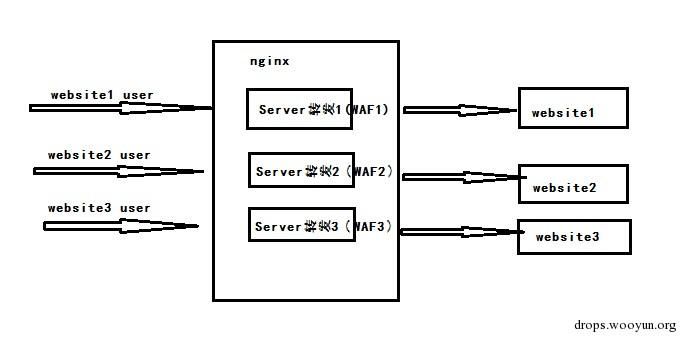 nginx
website1 user
Server转发1(WAF1)
website1
website2 user
Server转发2（WAF2)
website2
website3 user
Server转发3（WAF3)
website3
drops.wooyun.org